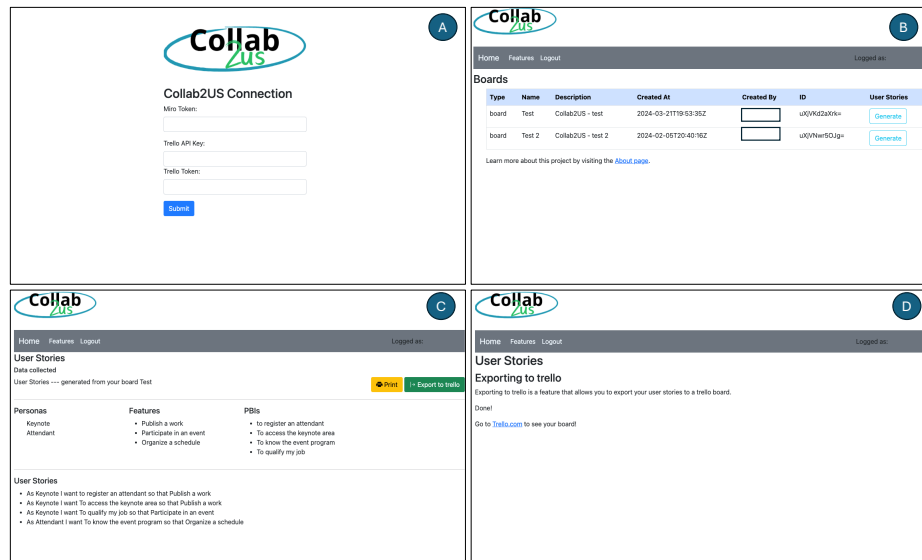 A
Collab
2us
Collab2US Connection
Miro Token:
Trello API Key:
Trello Token:
Submit
B
Collab
2us
Home Features Logout Logged as:
Boards
Type Name Description Created At Created By ID User Stories
board Test Collab2US - test 2024-03-21T19:53:35Z uXjVKd2aXrk= Generate
board Test 2 Collab2US - test 2 2024-02-05T20:40:16Z uXjVNwr5OJg= Generate
Learn more about this project by visiting the About page.
C
Collab
2us
Home Features Logout Logged as:
User Stories
Data collected
User Stories --- generated from your board Test
Print Export to trello
Personas Features PBIs
Keynote • Publish a work • to register an attendant
Attendant • Participate in an event • To access the keynote area
• Organize a schedule • To know the event program
• To qualify my job
User Stories
• As Keynote I want to register an attendant so that Publish a work
• As Keynote I want To access the keynote area so that Publish a work
• As Keynote I want To qualify my job so that Participate in an event
• As Attendant I want To know the event program so that Organize a schedule
D
Collab
2us
Home Features Logout Logged as:
User Stories
Exporting to trello
Exporting to trello is a feature that allows you to export your user stories to a trello board.
Done!
Go to Trello.com to see your board!